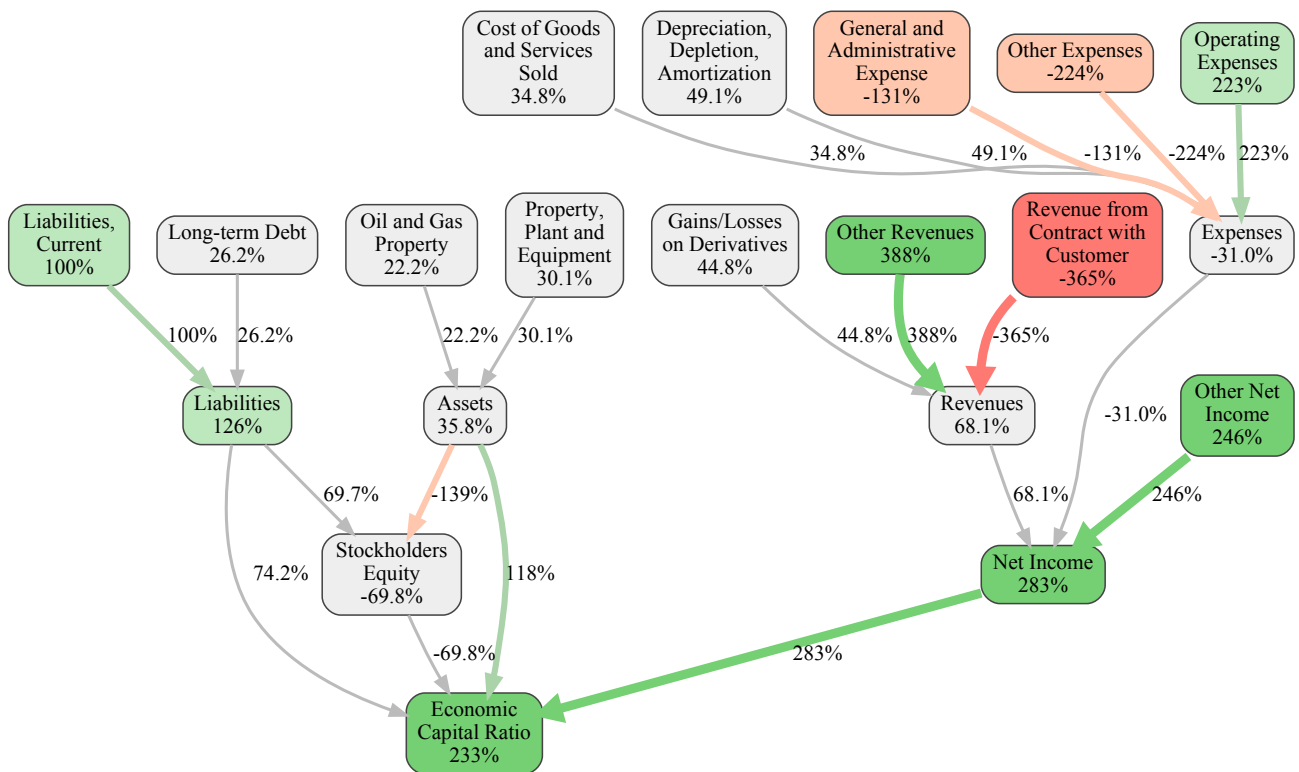 Cost of Goods
and Services
Sold
34.8%
Depreciation,
Depletion,
Amortization
49.1%
General and
Administrative
Expense
-131%
Other Expenses
-224%
Operating
Expenses
223%
34.8%
49.1%
-131%
-224%
223%
Liabilities,
Current
100%
Long-term Debt
26.2%
Oil and Gas
Property
22.2%
Property,
Plant and
Equipment
30.1%
Gains/Losses
on Derivatives
44.8%
Other Revenues
388%
Revenue from
Contract with
Customer
-365%
Expenses
-31.0%
100%
26.2%
22.2%
30.1%
44.8%
388%
-365%
Liabilities
126%
Assets
35.8%
Revenues
68.1%
-31.0%
Other Net
Income
246%
69.7%
-139%
68.1%
246%
Stockholders
Equity
-69.8%
74.2%
118%
Net Income
283%
-69.8%
283%
Economic
Capital Ratio
233%